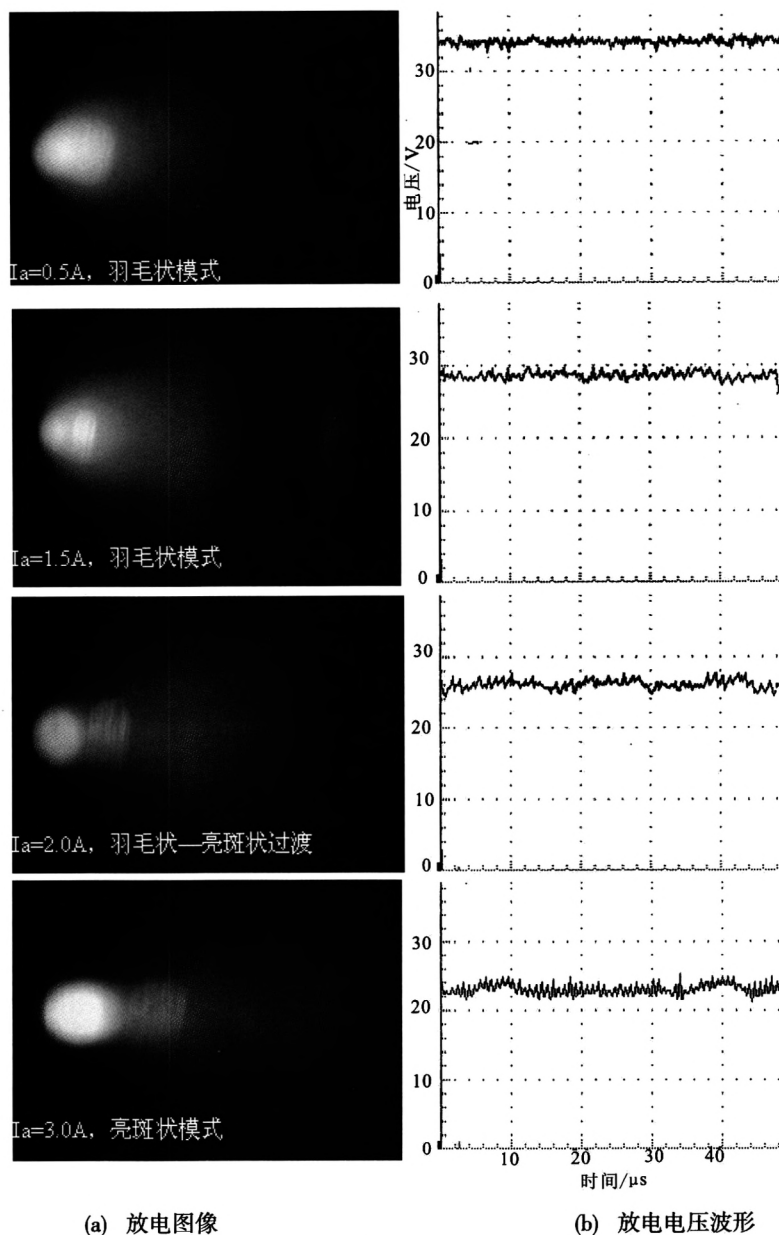 Ia=0.5A, 羽毛状模式
电压/V
30
20
10
0
Ia=1.5A, 羽毛状模式
30
20
10
0
Ia=2.0A, 羽毛状—亮斑状过渡
30
20
10
0
Ia=3.0A, 亮斑状模式
30
20
10
0
10 20 30 40
时间/μs
(a) 放电图像
(b) 放电电压波形